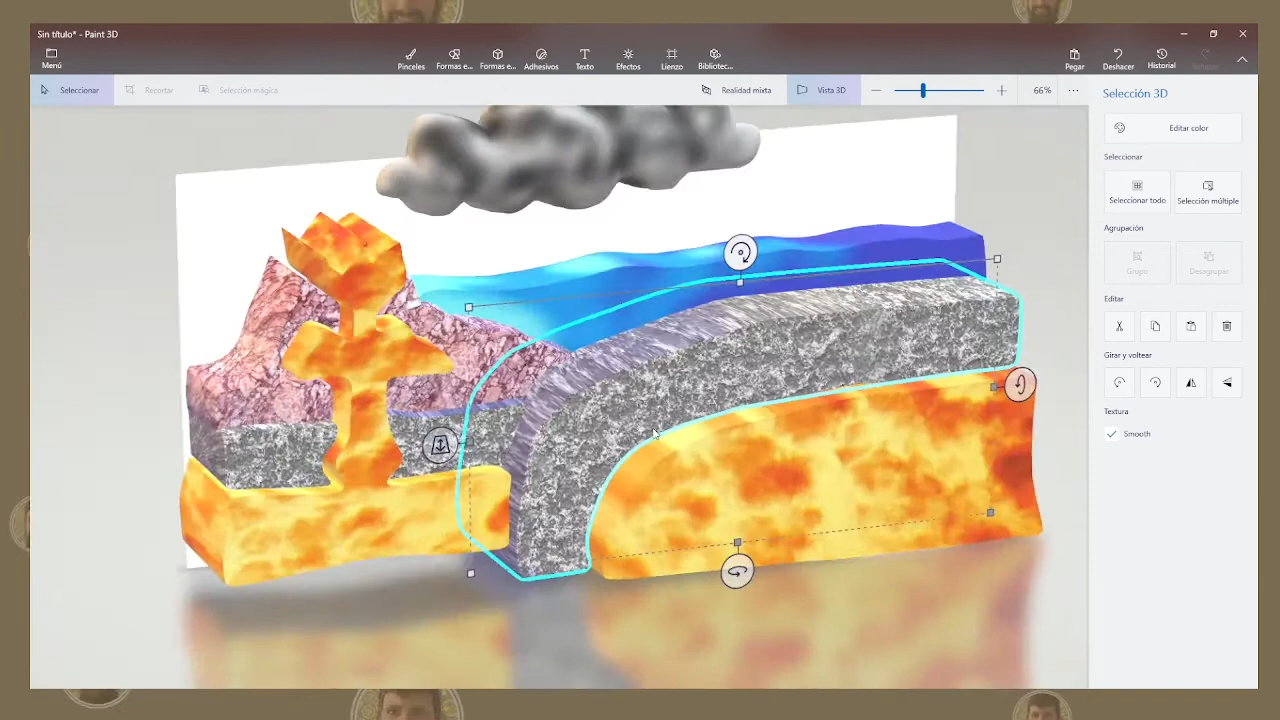 Sin título* - Paint 3D
Menú
Pinceles
Formas e...
Formas e...
Adhesivos
Texto
Efectos
Lienzo
Bibliotec...
Pegar
Deshacer
Historial
Seleccionar
Recortar
Selección mágica
Realidad mixta
Vista 3D
66%
Selección 3D
Editar color
Seleccionar
Seleccionar todo
Selección múltiple
Agrupación
Grupo
Desagrupar
Editar
Girar y voltear
Textura
Smooth